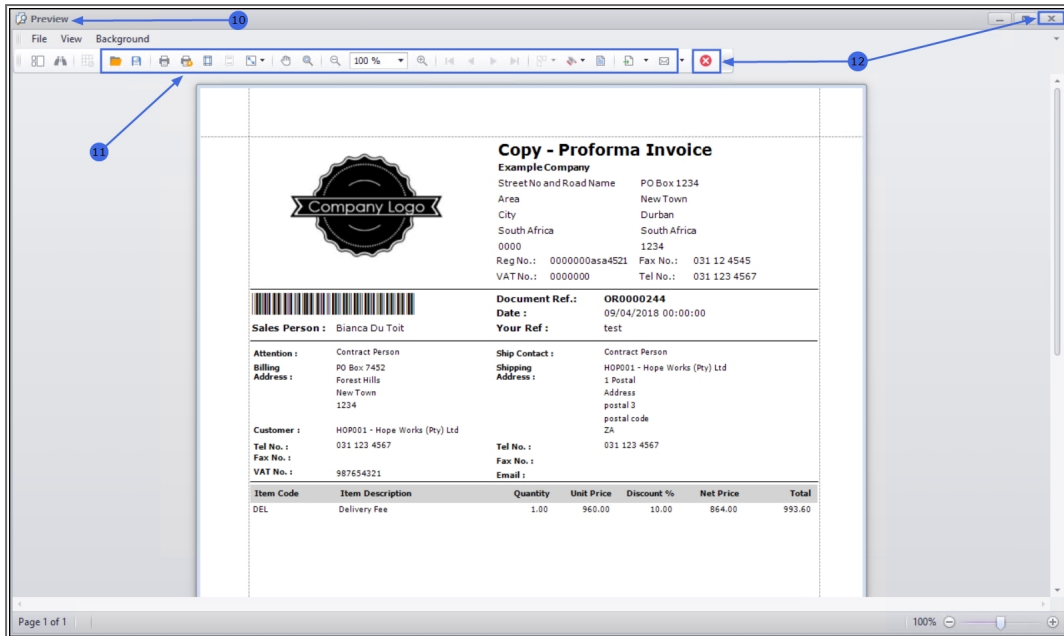 Preview
10
File View Background
100 %
12
11
Company Logo
Copy - Proforma Invoice
Example Company
Street No and Road Name PO Box 1234
Area New Town
City Durban
South Africa South Africa
0000 1234
Reg No.: 0000000asa4521 Fax No.: 031 12 4545
VAT No.: 0000000 Tel No.: 031 123 4567
Document Ref.: OR0000244
Date : 09/04/2018 00:00:00
Sales Person : Bianca Du Toit Your Ref : test
Attention : Contract Person Ship Contact : Contract Person
Billing PO Box 7452 Shipping HOP001 - Hope Works (Pty) Ltd
Address : Forest Hills Address : 1 Postal
New Town Address
1234 postal 3
postal code
Customer : HOP001 - Hope Works (Pty) Ltd ZA
Tel No. : 031 123 4567 Tel No. : 031 123 4567
Fax No. : Fax No. :
VAT No. : 987654321 Email :
Item Code Item Description Quantity Unit Price Discount % Net Price Total
DEL Delivery Fee 1.00 960.00 10.00 864.00 993.60
Page 1 of 1 100%